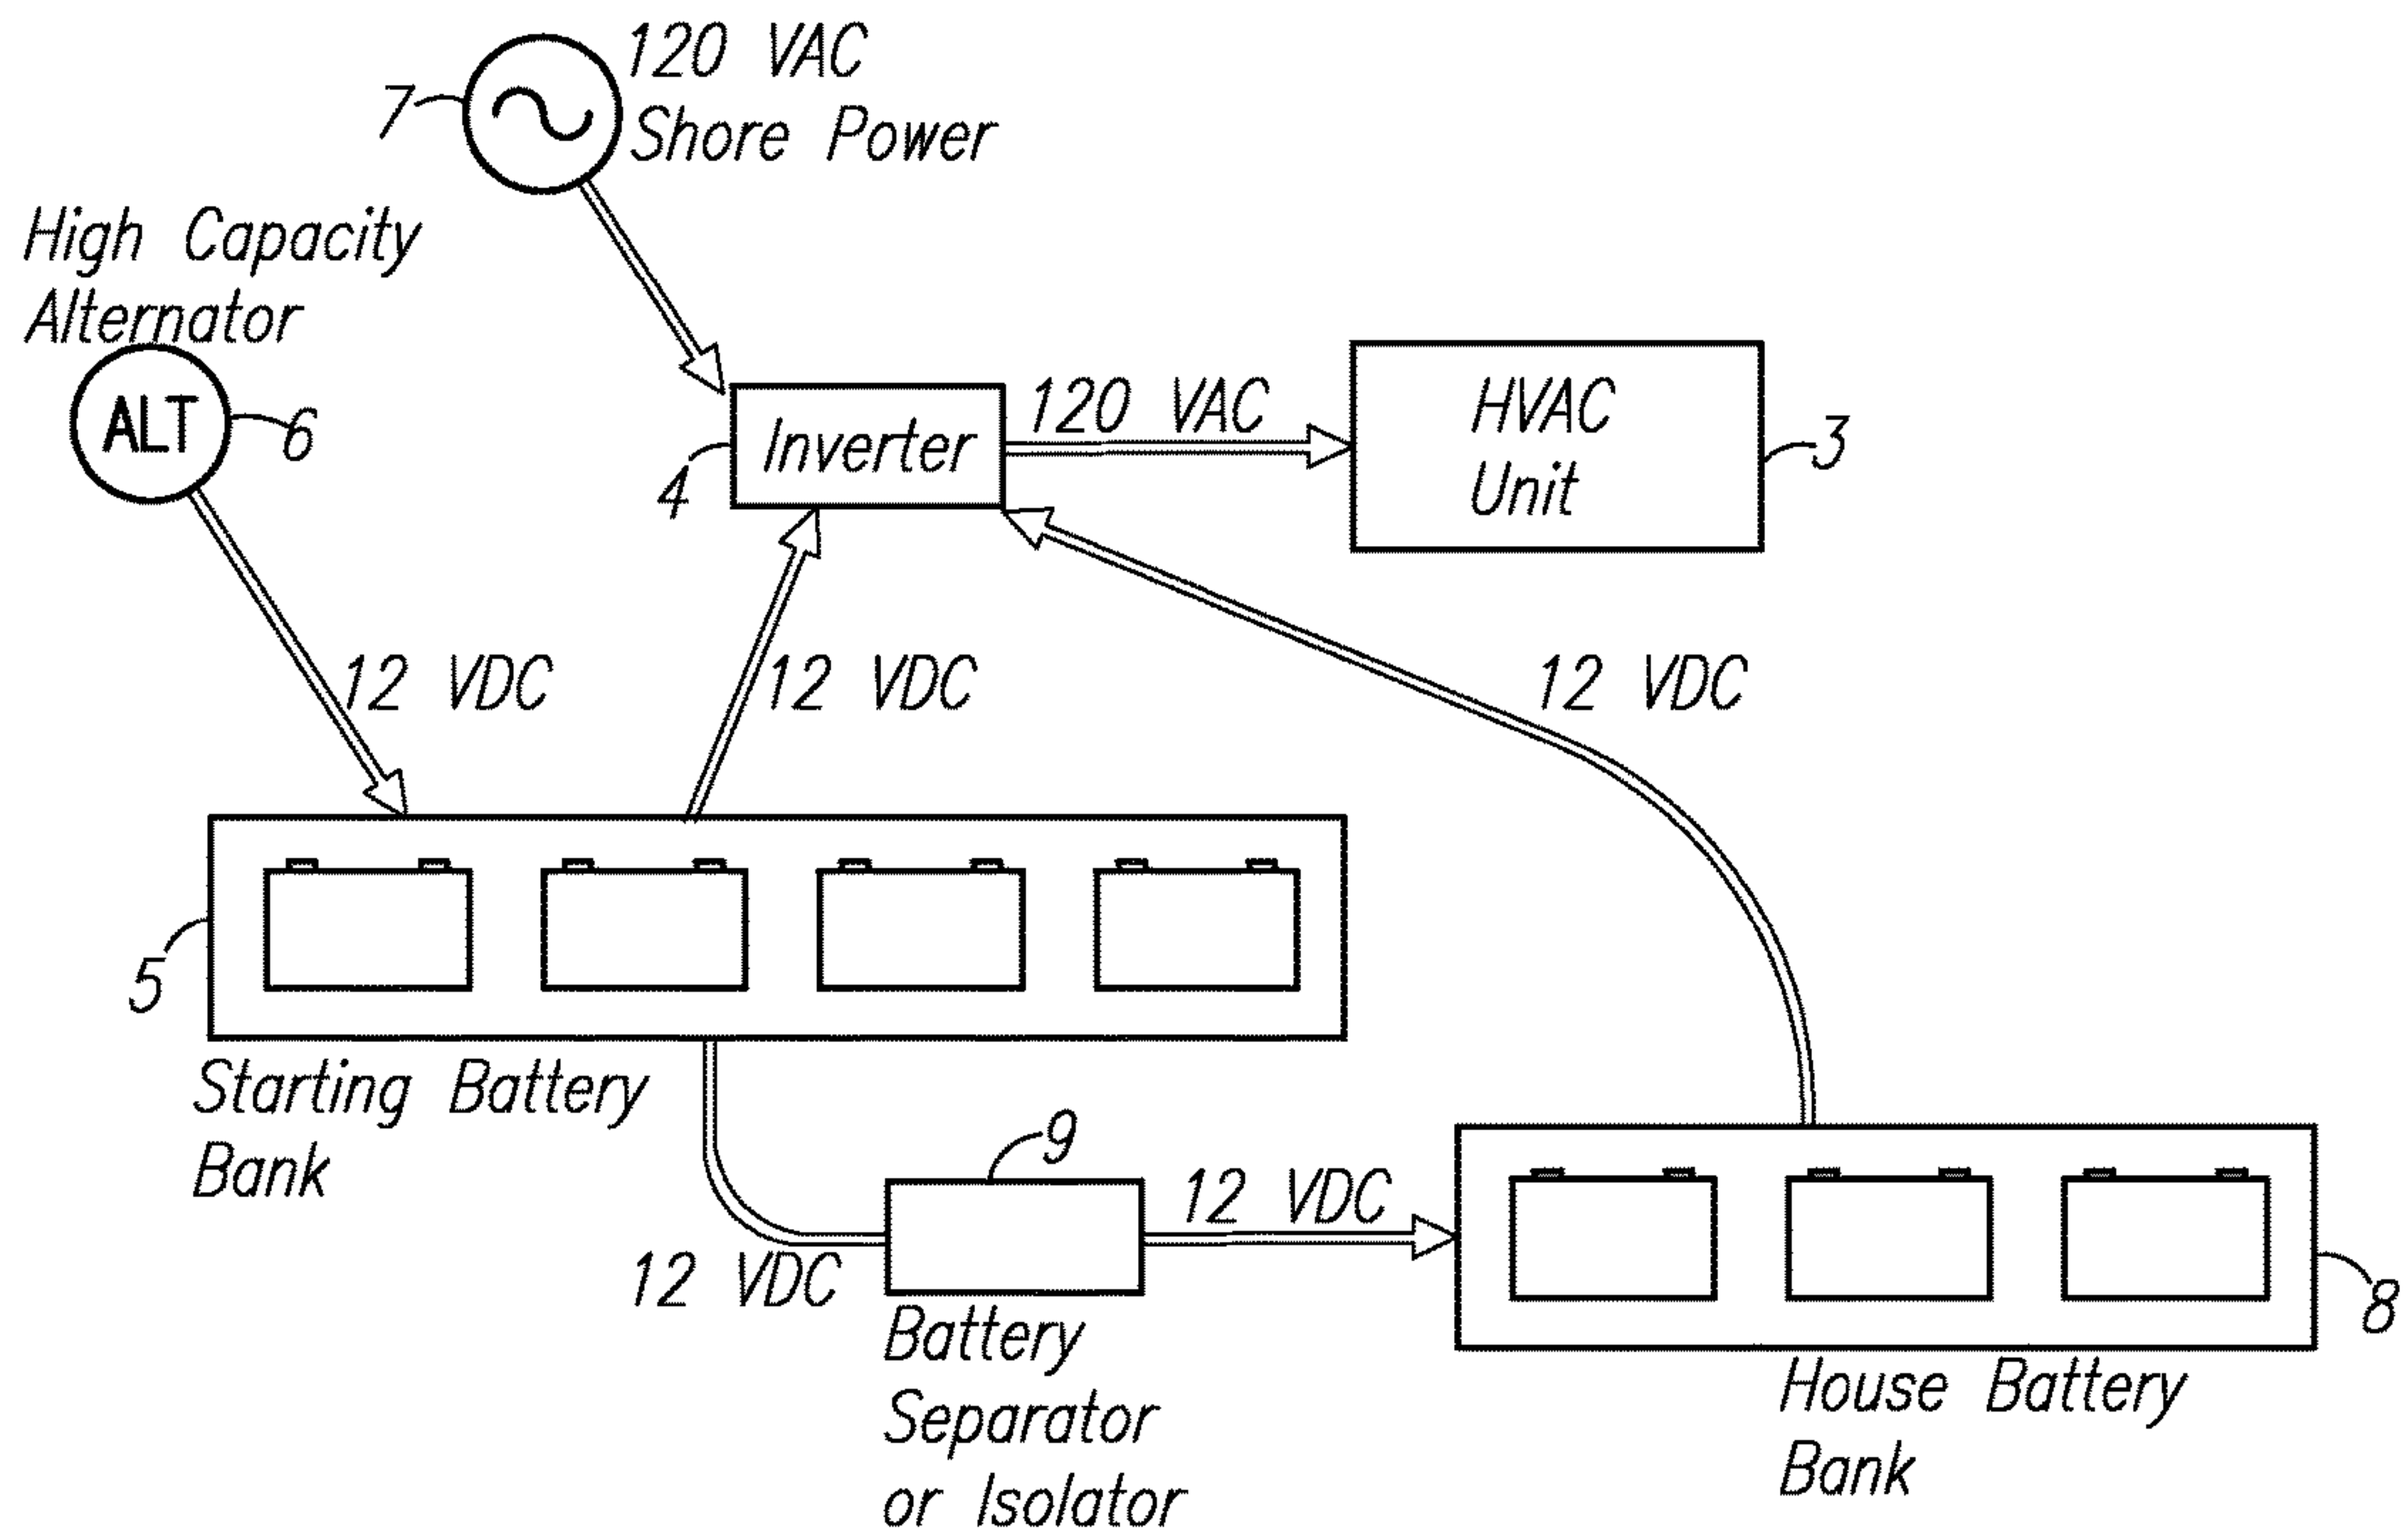 120 VAC
Shore Power
7
High Capacity
Alternator
ALT
6
Inverter
4
120 VAC
HVAC
Unit
3
12 VDC
12 VDC
12 VDC
5
Starting Battery
Bank
9
12 VDC
12 VDC
Battery
Separator
or Isolator
8
House Battery
Bank